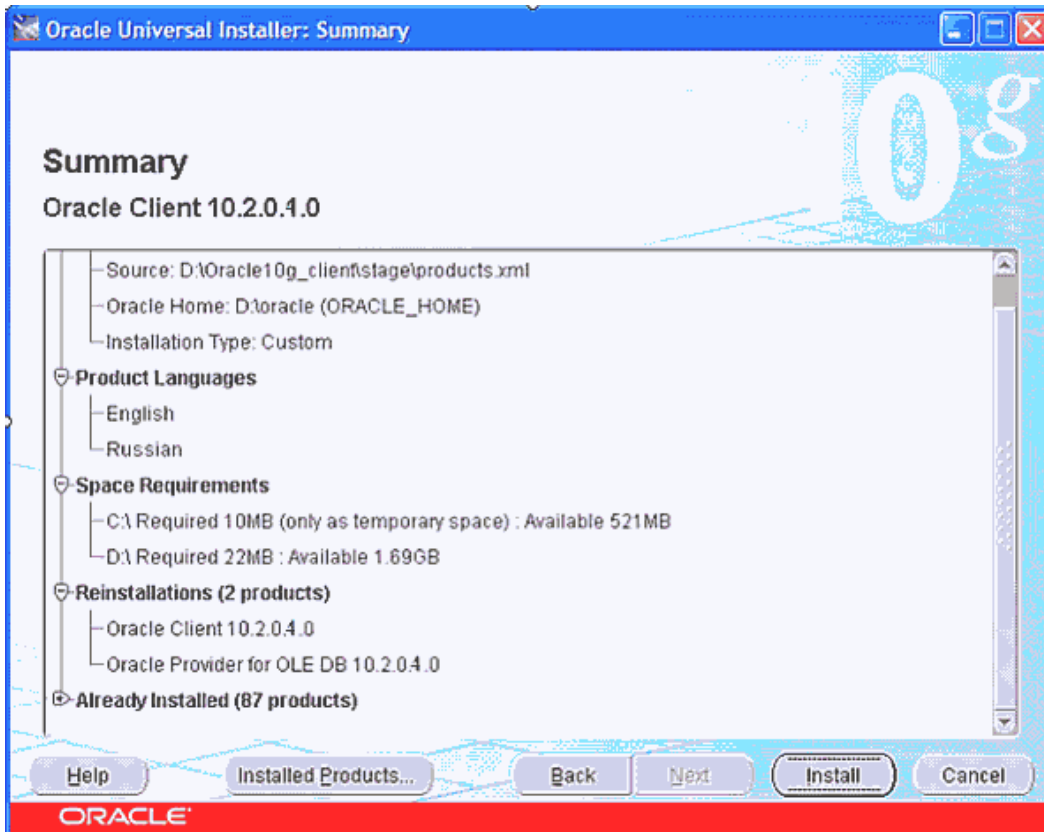 Oracle Universal Installer: Summary
0g
Summary
Oracle Client 10.2.0.4.0
Source: D:\Oracle10g_client\stage\products.xml
Oracle Home: D:\oracle (ORACLE_HOME)
Installation Type: Custom
Product Languages
English
Russian
Space Requirements
C:\ Required 10MB (only as temporary space) : Available 521MB
D:\ Required 22MB : Available 1.69GB
Reinstallations (2 products)
Oracle Client 10.2.0.4.0
Oracle Provider for OLE DB 10.2.0.4.0
Already Installed (87 products)
Help Installed Products... Back Next Install Cancel
ORACLE